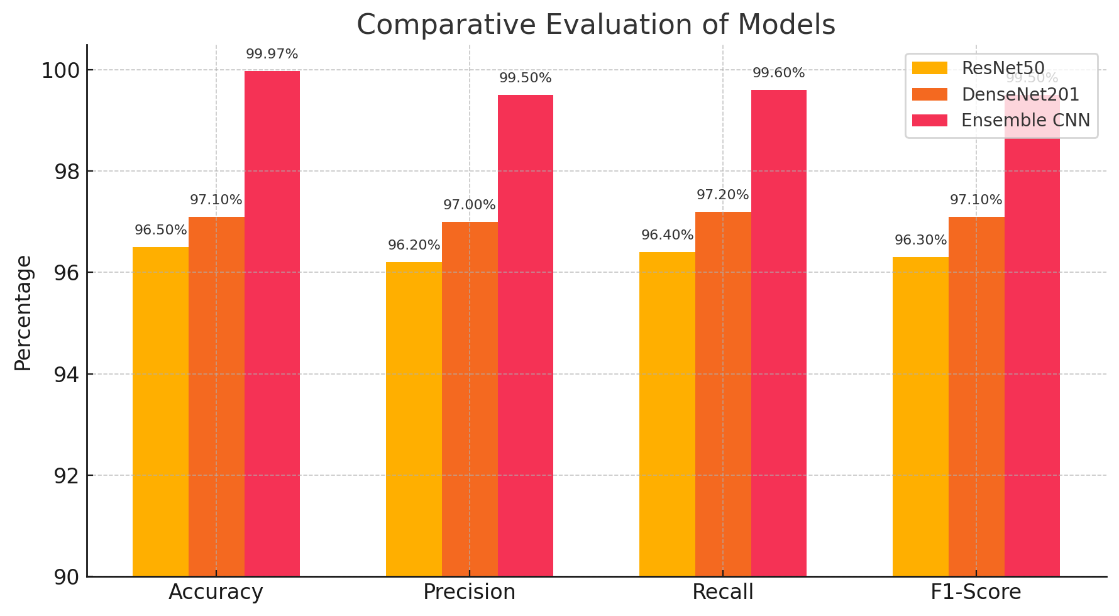 Comparative Evaluation of Models
Percentage
100
98
96
94
92
90
99.97%
97.10%
96.50%
99.50%
97.00%
96.20%
99.60%
97.20%
96.40%
99.50%
97.10%
96.30%
ResNet50
DenseNet201
Ensemble CNN
Accuracy
Precision
Recall
F1-Score